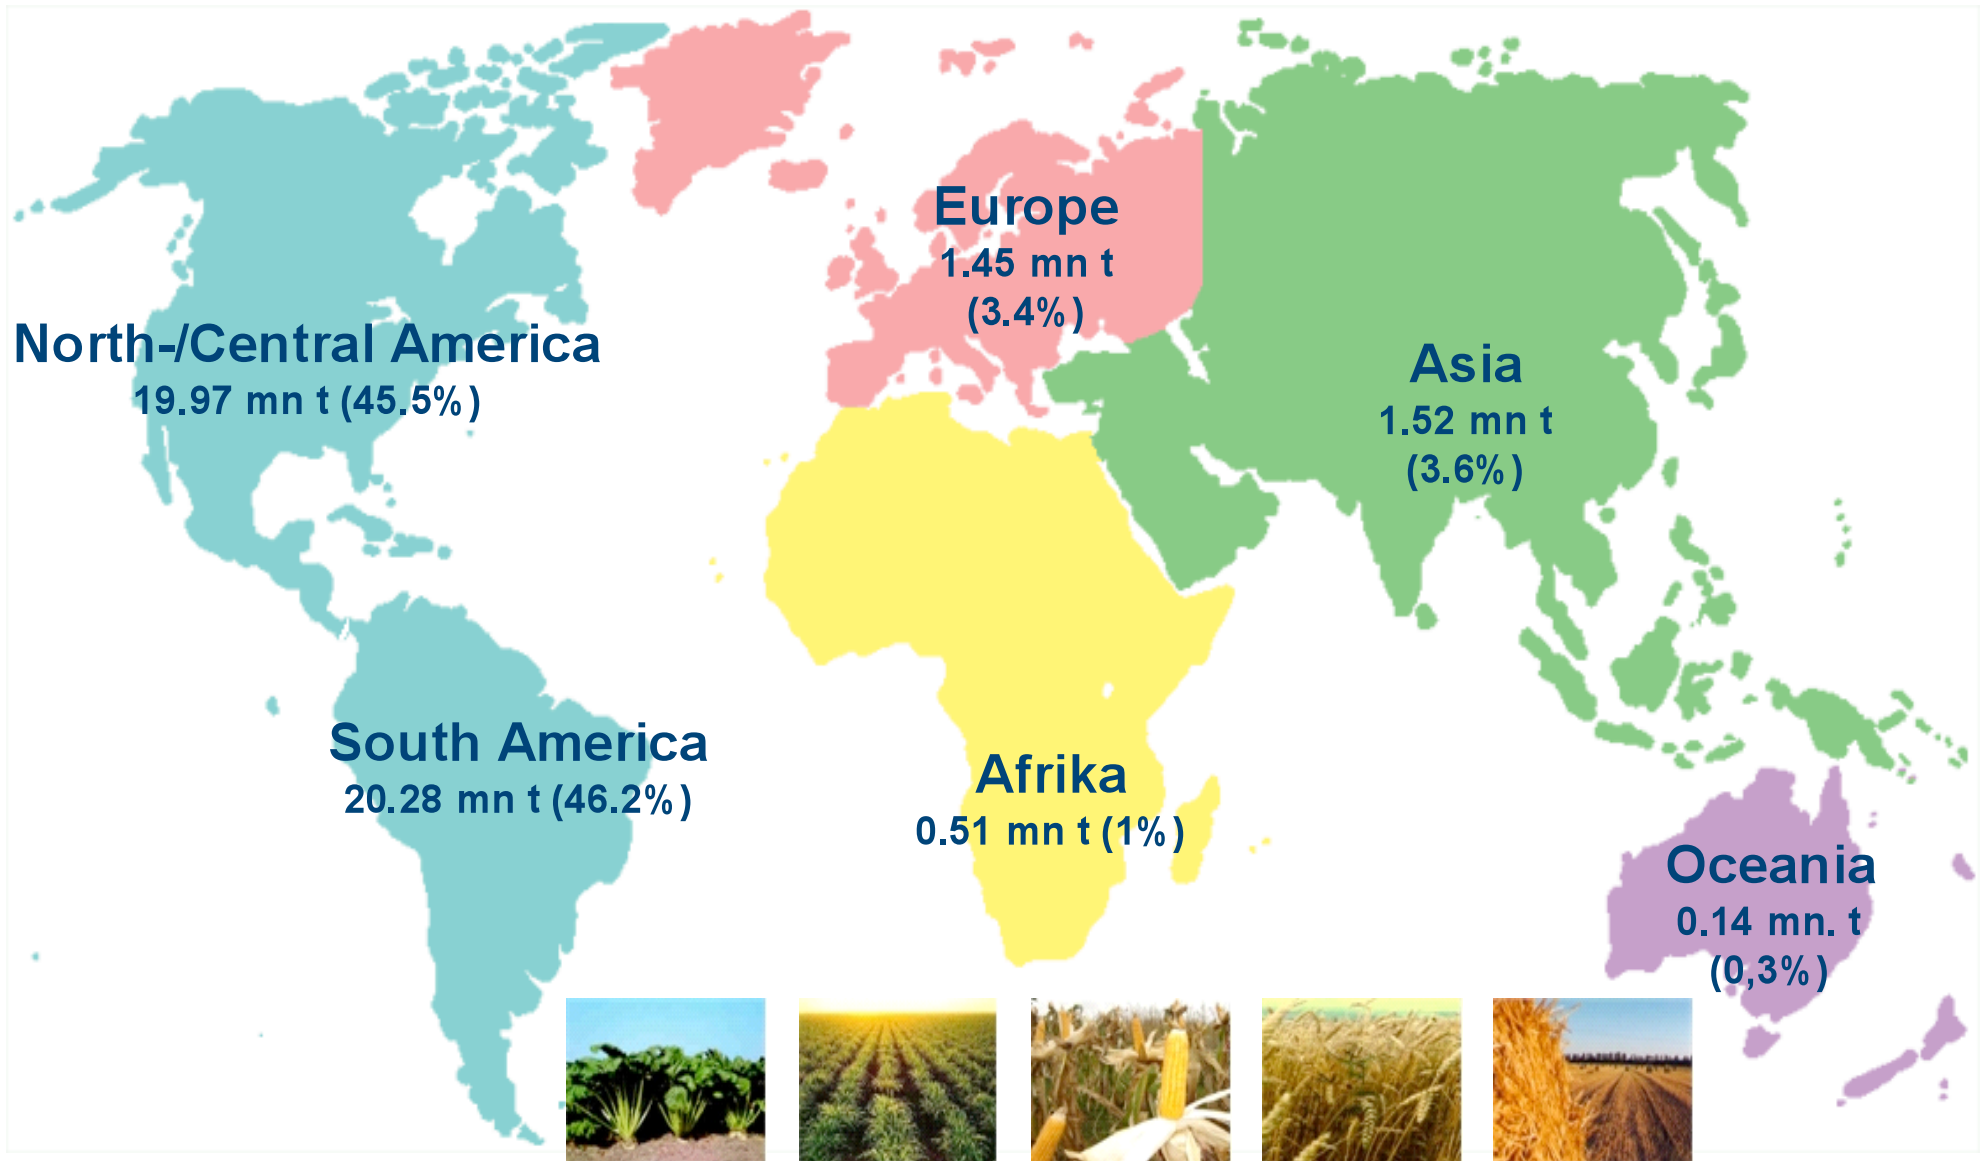 Europe
1.45 mn t
(3.4%)
North-/Central America
19.97 mn t (45.5%)
Asia
1.52 mn t
(3.6%)
South America
20.28 mn t (46.2%)
Afrika
0.51 mn t (1%)
Oceania
0.14 mn. t
(0,3%)